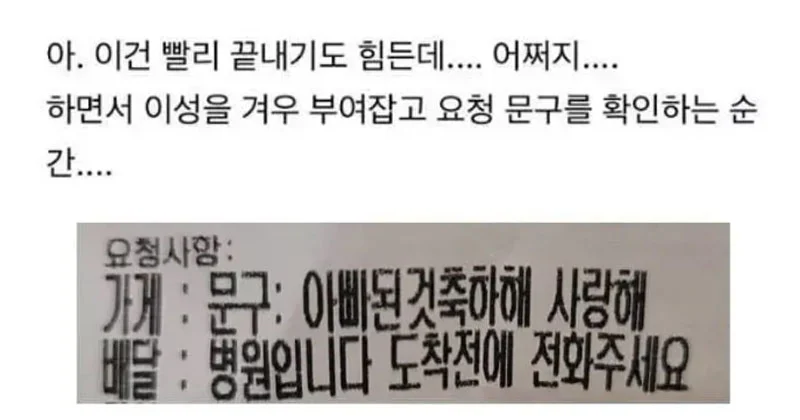 아. 이건 빨리 끝내기도 힘든데.... 어쩌지....
하면서 이성을 겨우 부여잡고 요청 문구를 확인하는 순
간....
요청사항:
가게 : 문구: 아빠된것축하해 사랑해
배달 : 병원입니다 도착전에 전화주세요